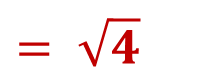 = √4